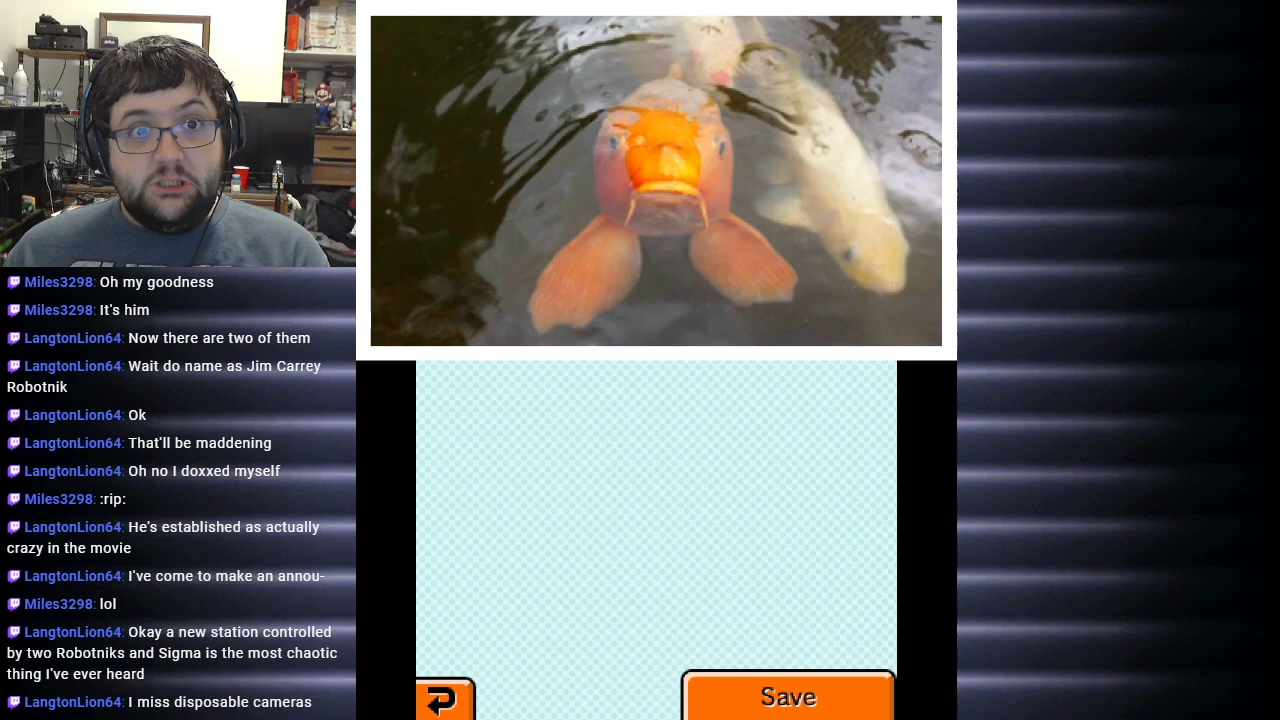 Miles3298: Oh my goodness
Miles3298: It's him
LangtonLion64: Now there are two of them
LangtonLion64: Wait do name as Jim Carrey
Robotnik
LangtonLion64: Ok
LangtonLion64: That'll be maddening
LangtonLion64: Oh no I doxxed myself
Miles3298: :rip:
LangtonLion64: He's established as actually
crazy in the movie
LangtonLion64: I've come to make an annou-
Miles3298: lol
LangtonLion64: Okay a new station controlled
by two Robotniks and Sigma is the most chaotic
thing I've ever heard
LangtonLion64: I miss disposable cameras
Save